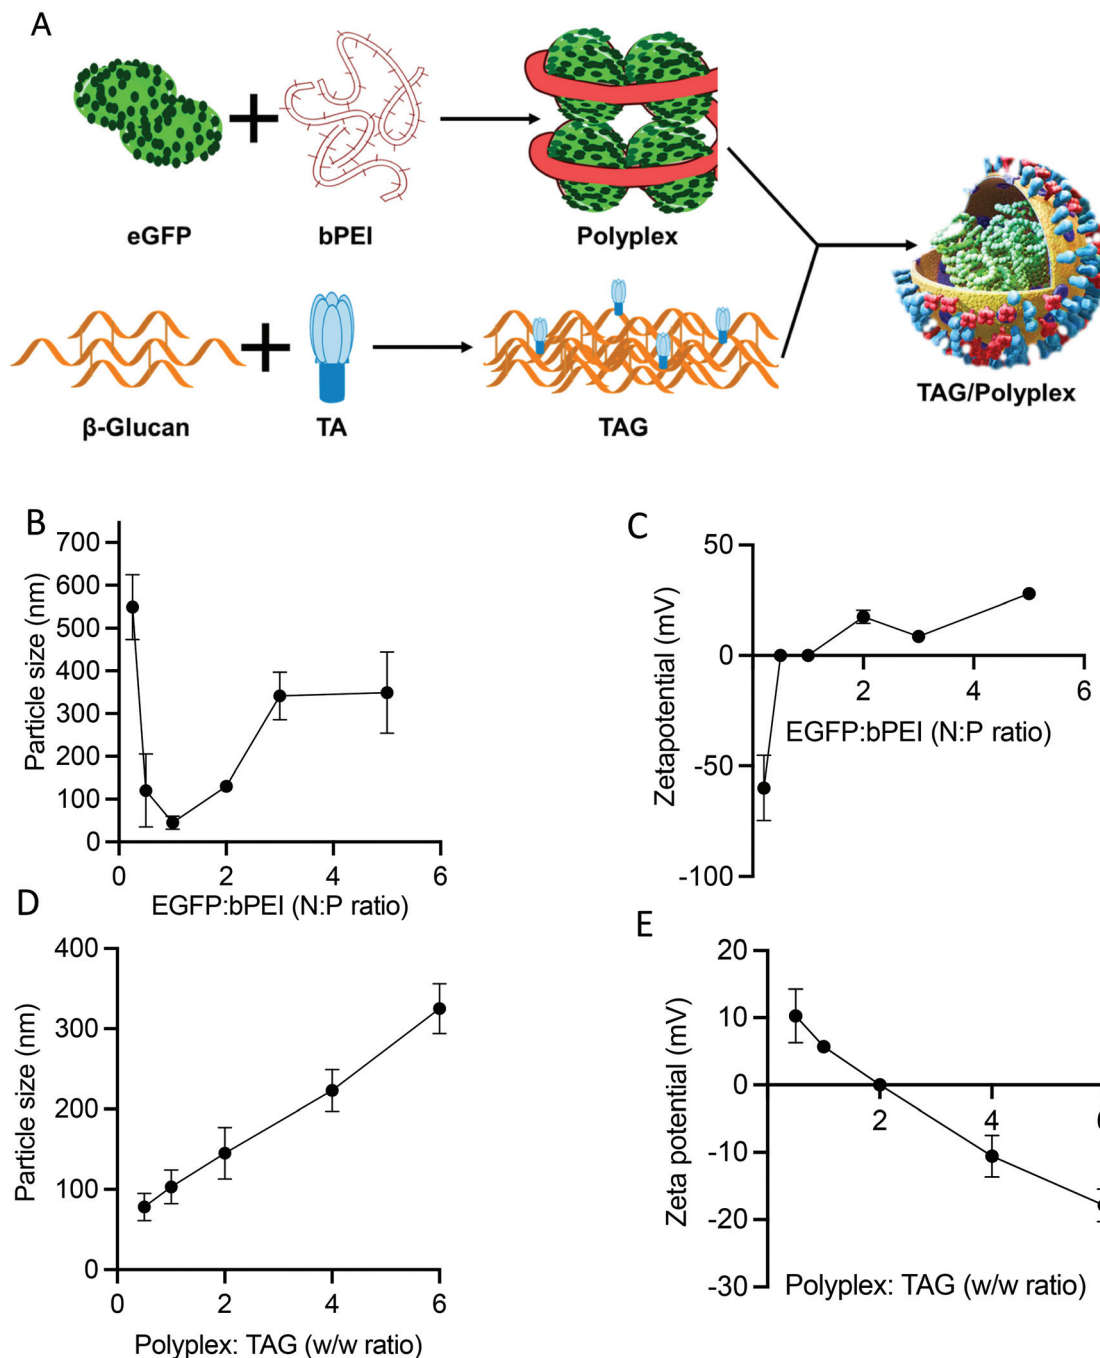 A
eGFP
bPEI
Polyplex
β-Glucan
TA
TAG
TAG/Polyplex
B
700
600
500
400
300
200
100
0
Particle size (nm)
0 2 4 6
EGFP:bPEI (N:P ratio)
C
50
0
-50
-100
Zetapotential (mV)
2 4 6
EGFP:bPEI (N:P ratio)
D
400
300
200
100
0
Particle size (nm)
0 2 4 6
Polyplex: TAG (w/w ratio)
E
20
10
0
-10
-20
-30
Zeta potential (mV)
2 4
Polyplex: TAG (w/w ratio)